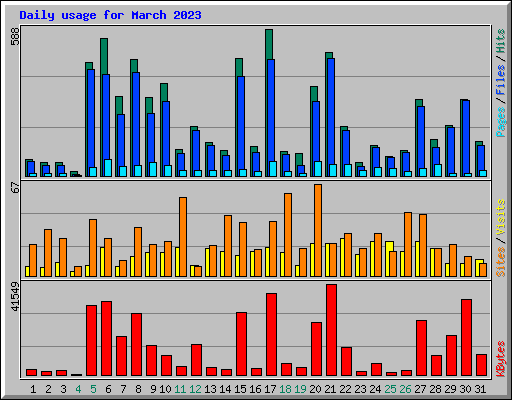 Daily usage for March 2023
588
Pages / Files / Hits
67
Sites / Visits
41549
KBytes
1 2 3 4 5 6 7 8 9 10 11 12 13 14 15 16 17 18 19 20 21 22 23 24 25 26 27 28 29 30 31